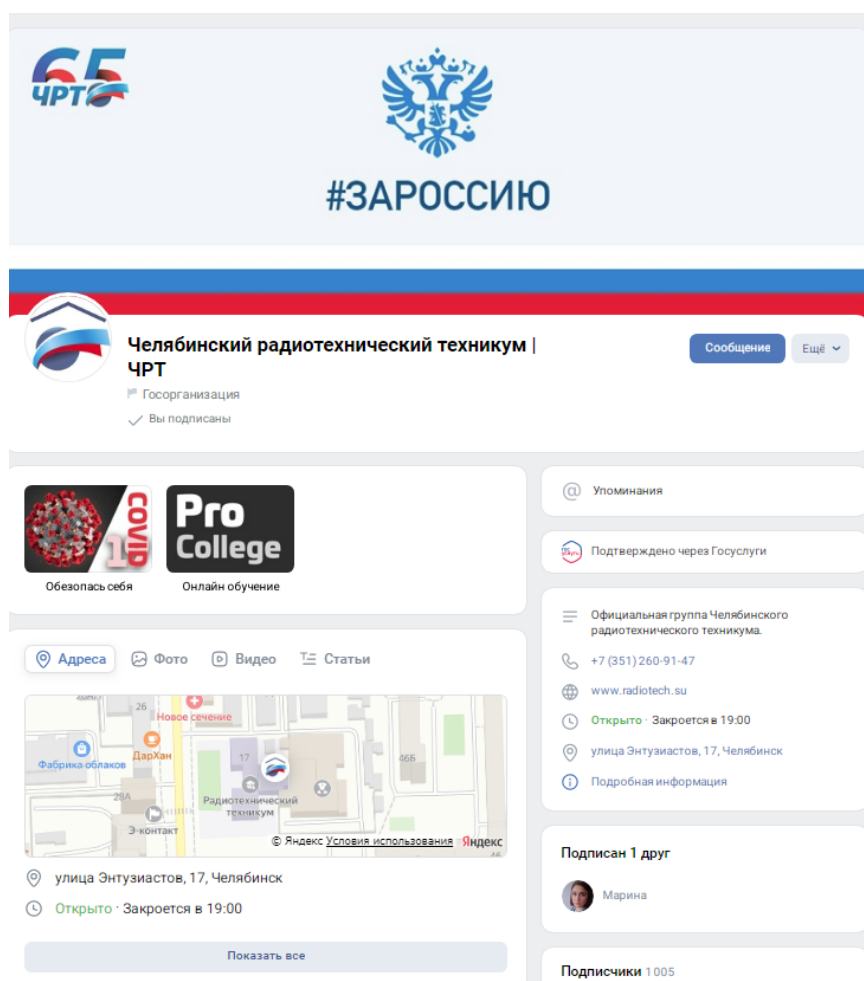 65
ЧРТ
#ЗАРОССИЮ
Челябинский радиотехнический техникум |
ЧРТ
Госорганизация
Вы подписаны
Сообщение
Ещё
COVID
19
Обезопась себя
Pro
College
Онлайн обучение
Адреса
Фото
Видео
Статьи
26
Новое сечение
ДарХан
Фабрика облаков
17
46Б
28А
Радиотехнический
техникум
Э-контакт
© Яндекс Условия использования Яндекс
46
улица Энтузиастов, 17, Челябинск
Открыто · Закроется в 19:00
Показать все
Упоминания
гос
услуги
Подтверждено через Госуслуги
Официальная группа Челябинского
радиотехнического техникума.
+7 (351) 260-91-47
www.radiotech.su
Открыто · Закроется в 19:00
улица Энтузиастов, 17, Челябинск
Подробная информация
Подписан 1 друг
Марина
Подписчики 1 005